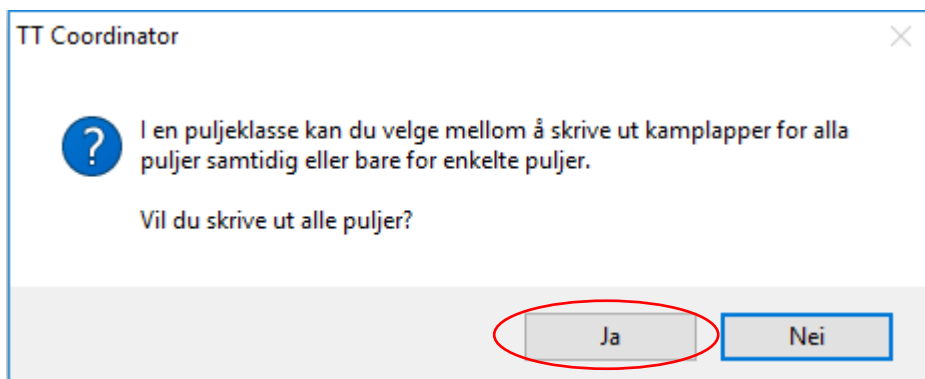 TT Coordinator
I en puljeklasse kan du velge mellom å skrive ut kamplapper for alla
puljer samtidig eller bare for enkelte puljer.
Vil du skrive ut alle puljer?
Ja
Nei